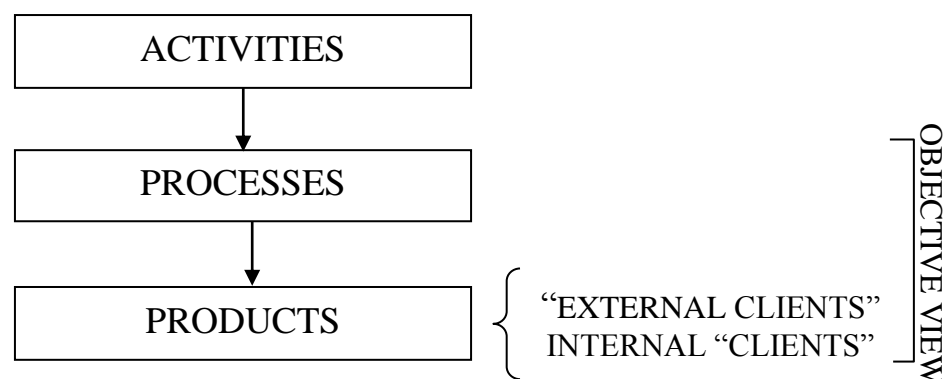 ACTIVITIES
PROCESSES
PRODUCTS
“EXTERNAL CLIENTS”
INTERNAL “CLIENTS”
OBJECTIVE VIEW